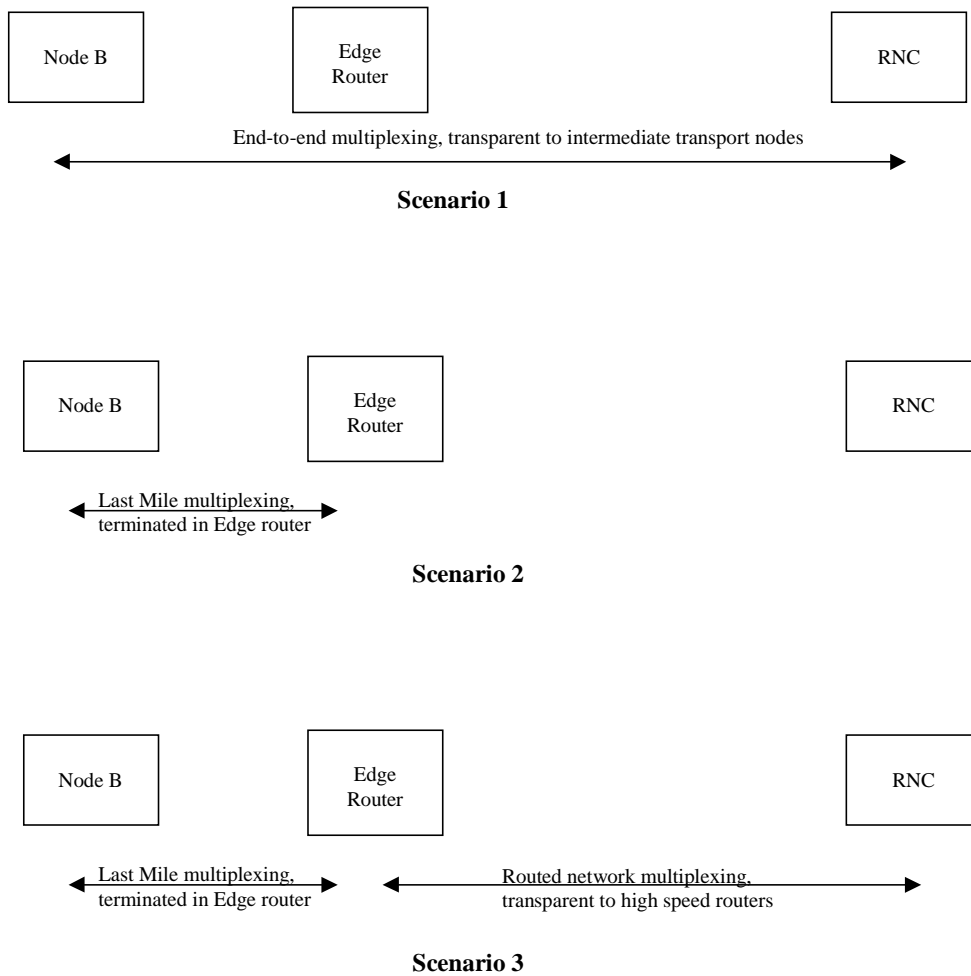 Node B
Edge
Router
RNC
End-to-end multiplexing, transparent to intermediate transport nodes
Scenario 1
Node B
Edge
Router
RNC
Last Mile multiplexing,
terminated in Edge router
Scenario 2
Node B
Edge
Router
RNC
Last Mile multiplexing,
terminated in Edge router
Routed network multiplexing,
transparent to high speed routers
Scenario 3